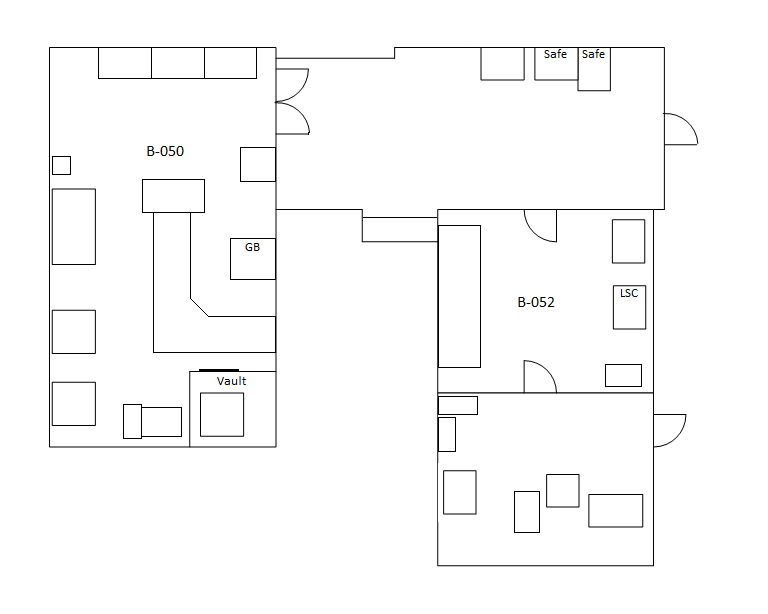 Safe
Safe
B-050
GB
LSC
B-052
Vault